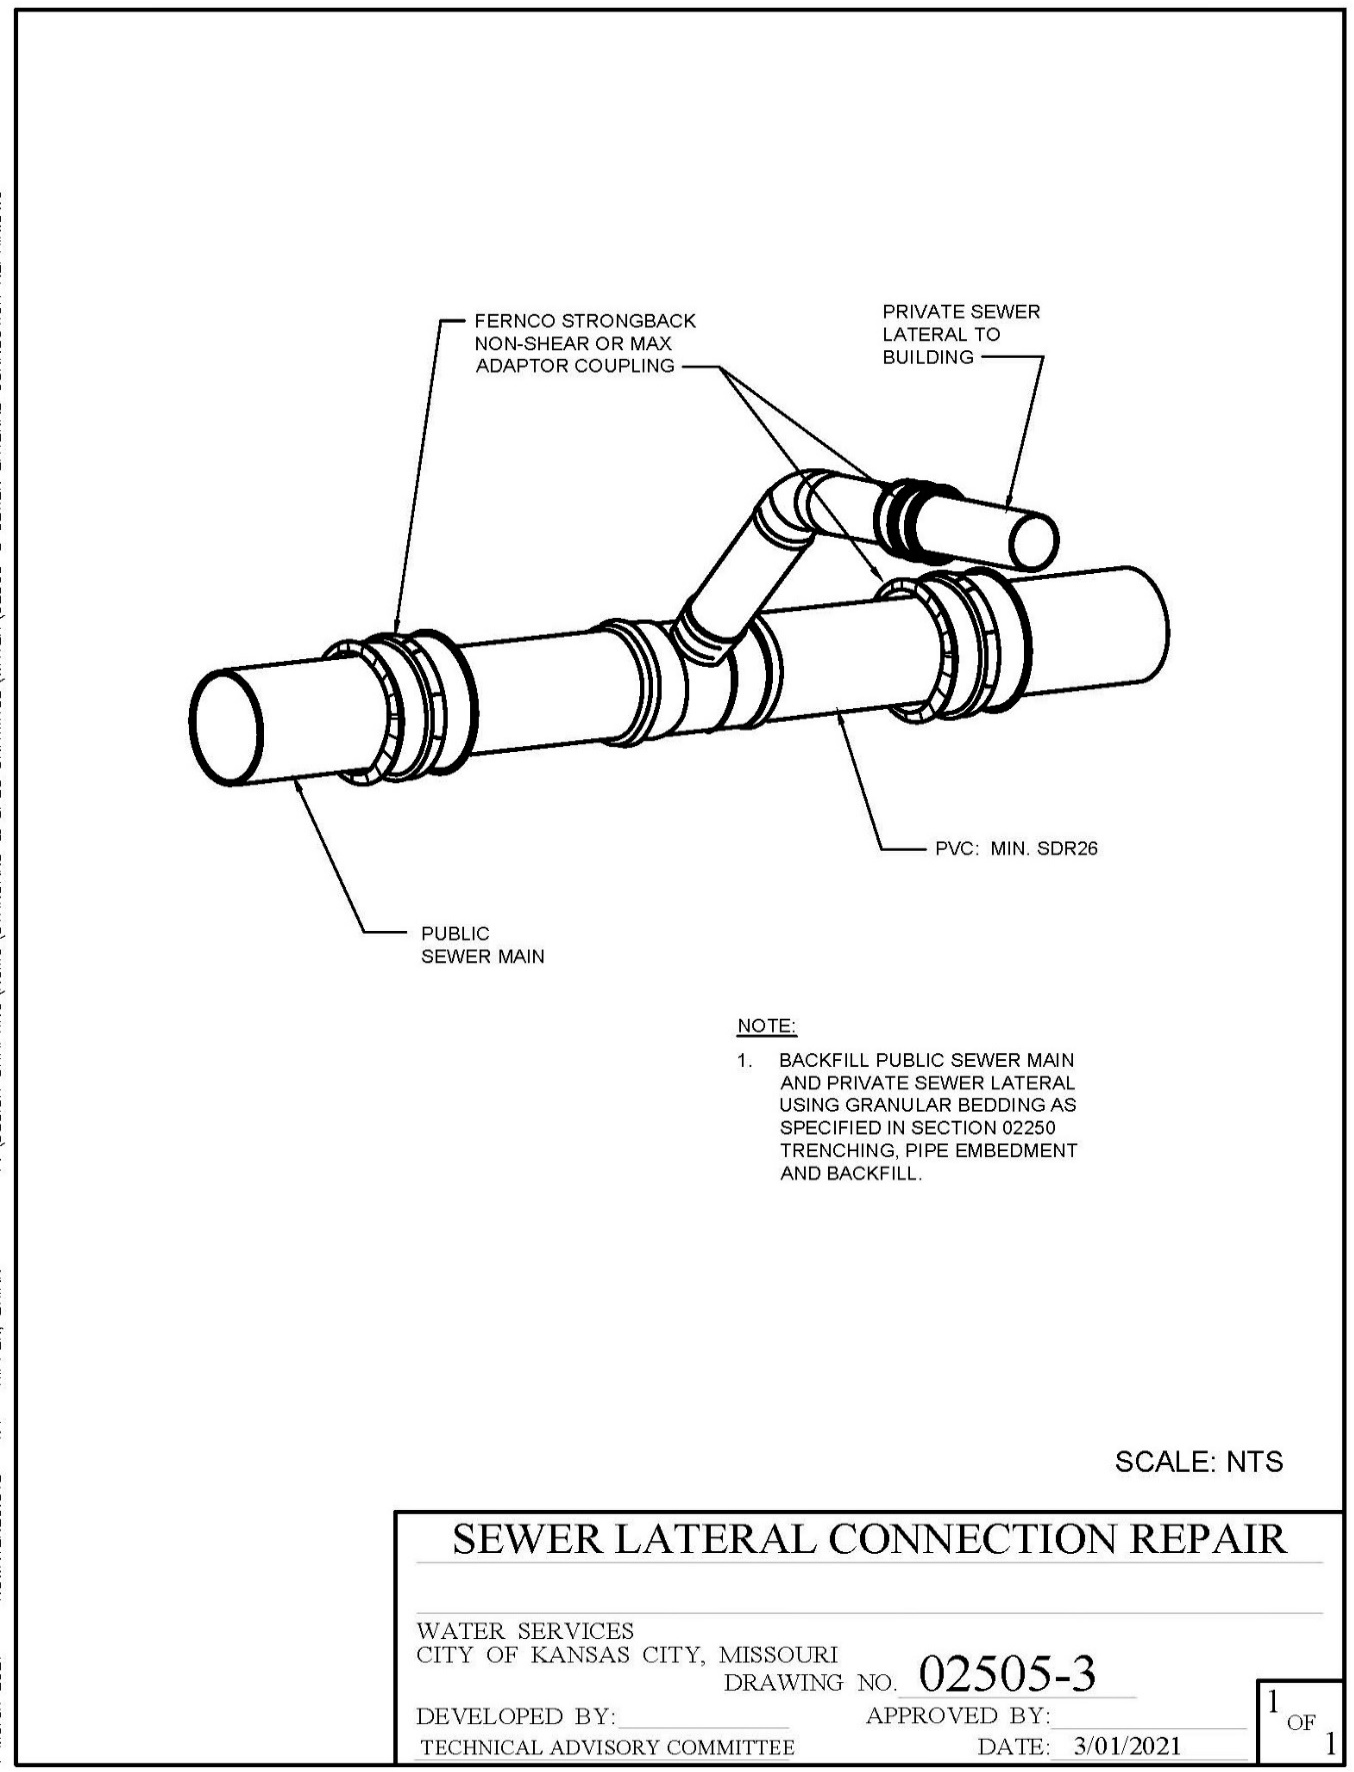 FERNCO STRONGBACK
NON-SHEAR OR MAX
ADAPTOR COUPLING
PRIVATE SEWER
LATERAL TO
BUILDING
PVC: MIN. SDR26
PUBLIC
SEWER MAIN
NOTE:
1. BACKFILL PUBLIC SEWER MAIN
AND PRIVATE SEWER LATERAL
USING GRANULAR BEDDING AS
SPECIFIED IN SECTION 02250
TRENCHING, PIPE EMBEDMENT
AND BACKFILL.
SCALE: NTS
SEWER LATERAL CONNECTION REPAIR
WATER SERVICES
CITY OF KANSAS CITY, MISSOURI
DRAWING NO. 02505-3
DEVELOPED BY:
APPROVED BY:
TECHNICAL ADVISORY COMMITTEE
DATE: 3/01/2021
1 OF 1